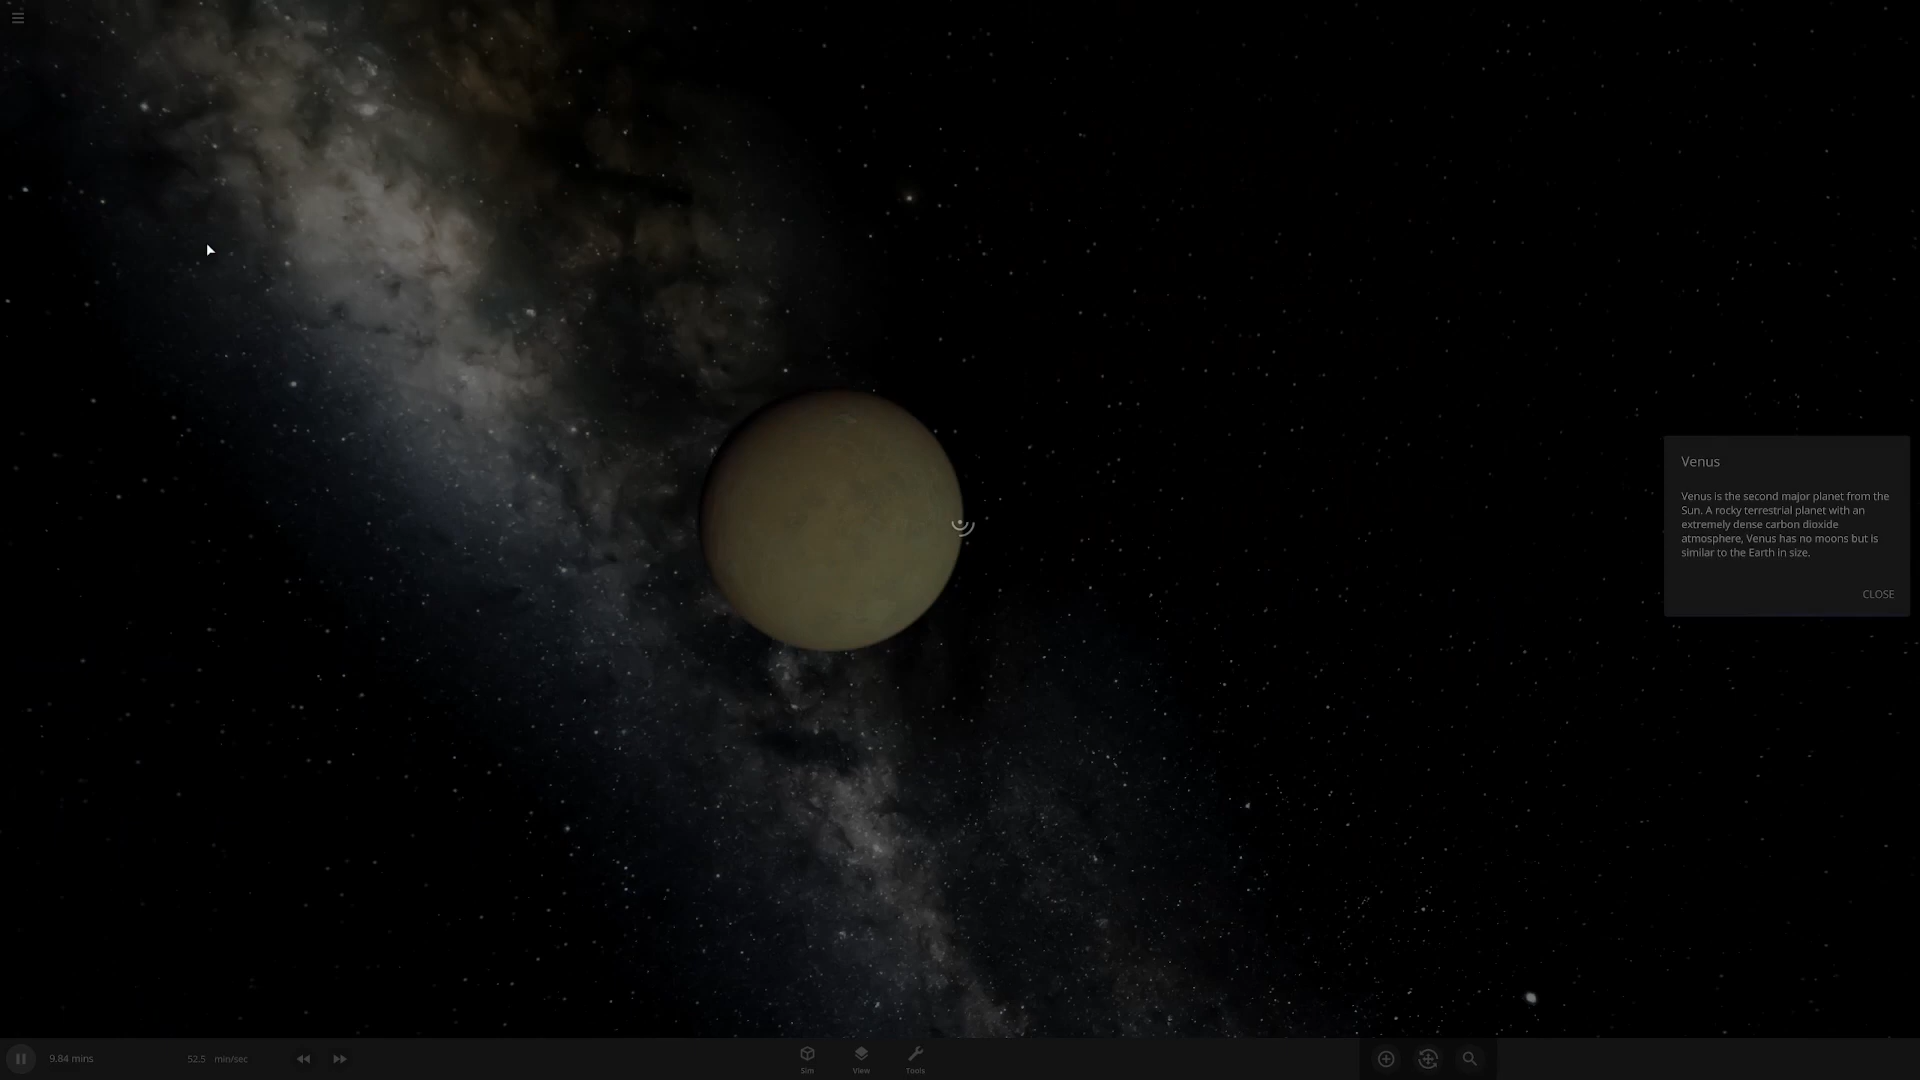 Venus
Venus is the second major planet from the
Sun. A rocky terrestrial planet with an
extremely dense carbon dioxide
atmosphere, Venus has no moons but is
similar to the Earth in size.
CLOSE
9.84 mins
52.5 min/sec
Sim
View
Tools